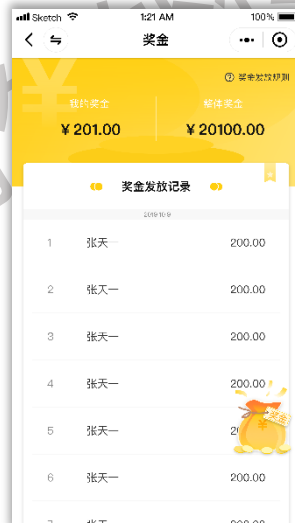 Sketch 1:21 AM 100%
奖金
奖金发放规则
我的奖金 整体奖金
¥ 201.00 ¥ 20100.00
奖金发放记录
2019 10 9
1 张天一 200.00
2 张天一 200.00
3 张天一 200.00
4 张天一 200.00
奖金
5 张天一
6 张天一 200.00